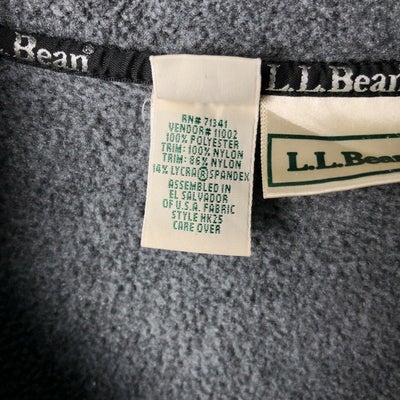 L.L.Bean®
L.L.Bean
RN# 71341
VENDOR# 11002
100% POLYESTER
TRIM: 100% NYLON
TRIM: 86% NYLON
14% LYCRA® SPANDEX
ASSEMBLED IN
EL SALVADOR
OF U.S.A. FABRIC
STYLE HK25
CARE OVER
L.L.Bean